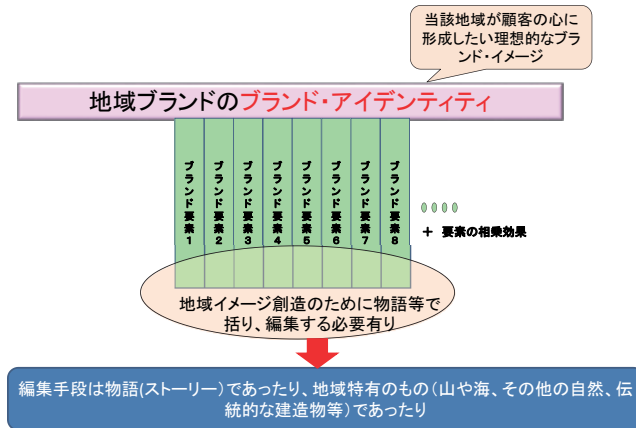 当該地域が顧客の心に
形成したい理想的なブラ
ンド・イメージ
地域ブランドのブランド・アイデンティティ
ブランド要素1
ブランド要素2
ブランド要素3
ブランド要素4
ブランド要素5
ブランド要素6
ブランド要素7
ブランド要素8
+ 要素の相乗効果
地域イメージ創造のために物語等で
括り、編集する必要有り
編集手段は物語(ストーリー)であったり、地域特有のもの(山や海、その他の自然、伝
統的な建造物等)であったり